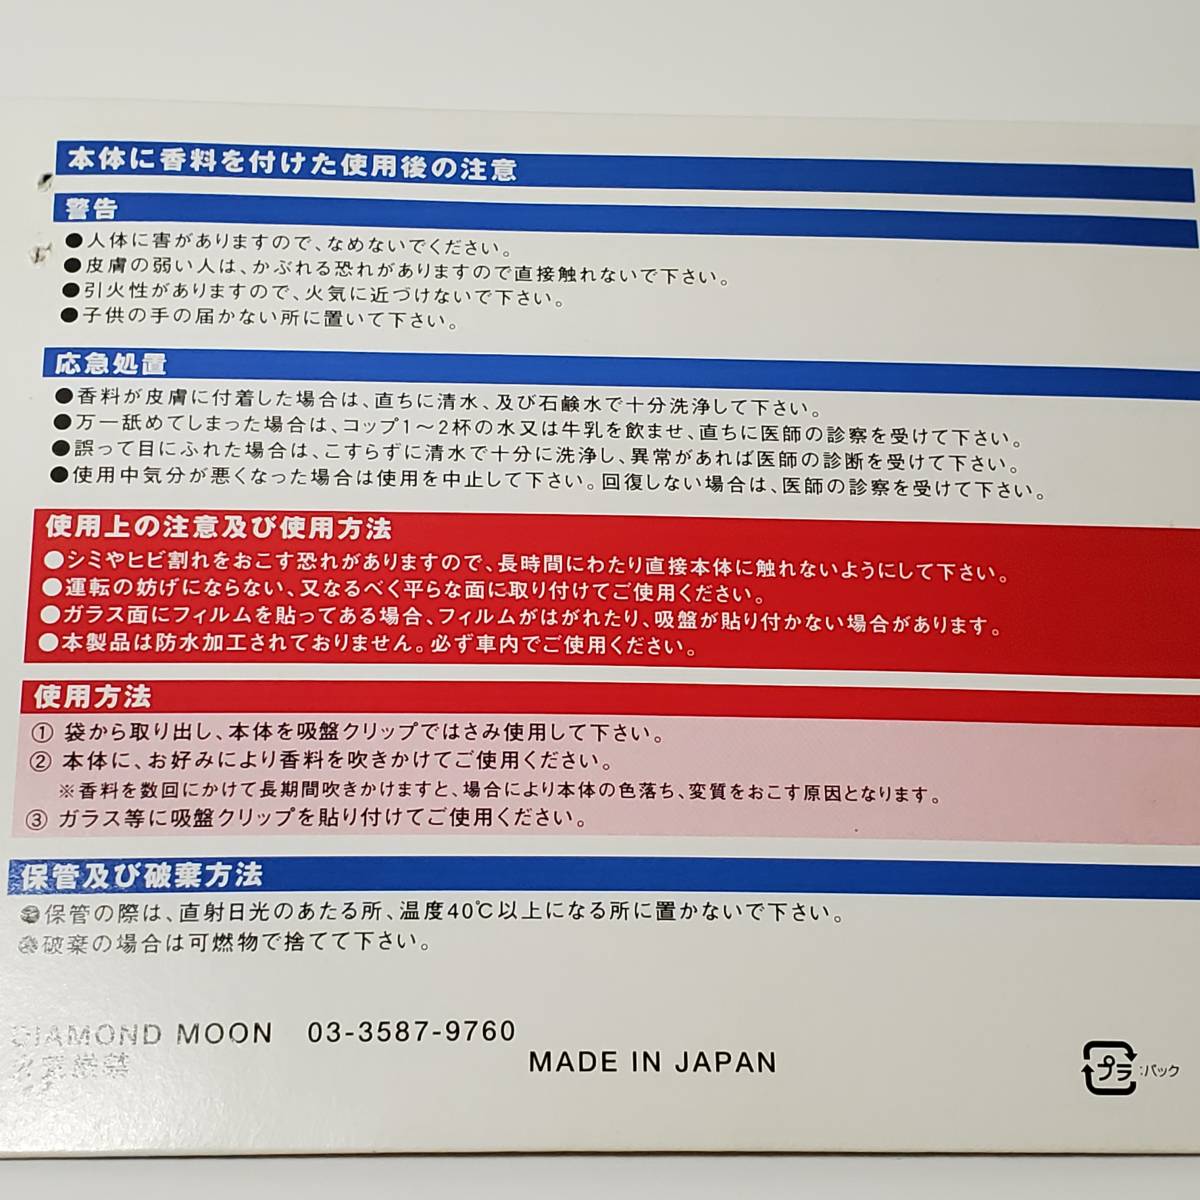 本体に香料を付けた使用後の注意
警告
●人体に害がありますので、なめないでください。
●皮膚の弱い人は、かぶれる恐れがありますので直接触れないで下さい。
●引火性がありますので、火気に近づけないで下さい。
●子供の手の届かない所に置いて下さい。
応急処置
●香料が皮膚に付着した場合は、直ちに清水、及び石鹸水で十分洗浄して下さい。
●万一舐めてしまった場合は、コップ1〜2杯の水又は牛乳を飲ませ、直ちに医師の診察を受けて下さい。
●誤って目にふれた場合は、こすらずに清水で十分に洗浄し、異常があれば医師の診断を受けて下さい。
●使用中気分が悪くなった場合は使用を中止して下さい。回復しない場合は、医師の診察を受けて下さい。
使用上の注意及び使用方法
●シミやヒビ割れをおこす恐れがありますので、長時間にわたり直接本体に触れないようにして下さい。
●運転の妨げにならない、又なるべく平らな面に取り付けてご使用ください。
●ガラス面にフィルムを貼ってある場合、フィルムがはがれたり、吸盤が貼り付かない場合があります。
●本製品は防水加工されておりません。必ず車内でご使用ください。
使用方法
① 袋から取り出し、本体を吸盤クリップではさみ使用して下さい。
② 本体に、お好みにより香料を吹きかけてご使用ください。
※香料を数回にかけて長期間吹きかけますと、場合により本体の色落ち、変質をおこす原因となります。
③ ガラス等に吸盤クリップを貼り付けてご使用ください。
保管及び破棄方法
●保管の際は、直射日光のあたる所、温度40℃以上になる所に置かないで下さい。
●破棄の場合は可燃物で捨てて下さい。
DIAMOND MOON 03-3587-9760
火気厳禁
MADE IN JAPAN
プラ :パック